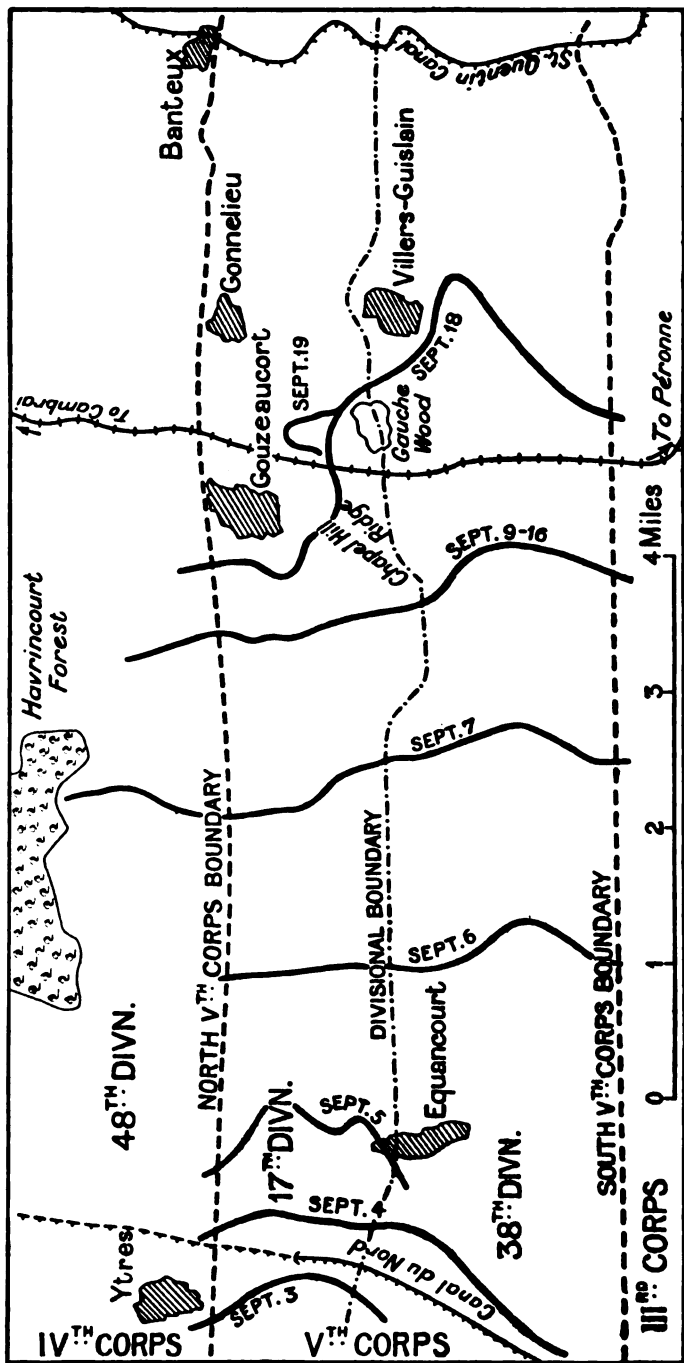 Havrincourt
Forest
To Cambrai
Banteux
Gonnelieu
Gouzeaucort
48TH DIVN.
Ytres
IVTH CORPS
NORTH VTH CORPS BOUNDARY
SEPT. 19
St. Quentin Canal
Villers-Guislain
Gauche
Wood
SEPT. 18
Chapel Hill
Ridge
SEPT. 9-16
SEPT. 7
SEPT. 6
SEPT. 5
SEPT. 4
SEPT. 3
17TH DIVN.
DIVISIONAL BOUNDARY
VTH CORPS
Equancourt
38TH DIVN.
Canal du Nord
SOUTH VTH CORPS BOUNDARY
To Péronne
IIIRD CORPS
0 1 2 3 4 Miles